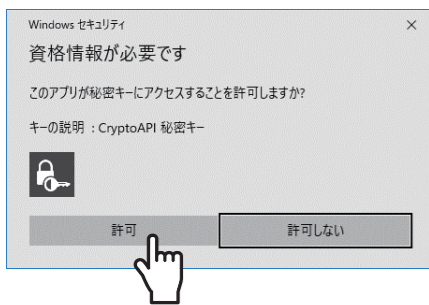 Windows セキュリティ
資格情報が必要です
このアプリが秘密キーにアクセスすることを許可しますか?
キーの説明 : CryptoAPI 秘密キー
許可
許可しない